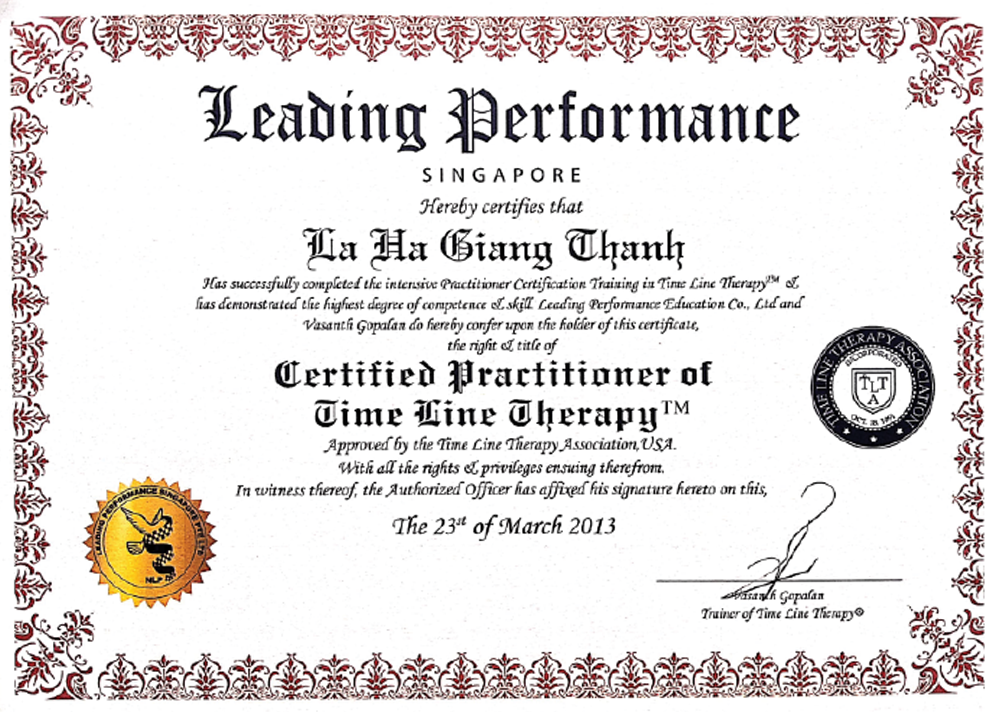 Leading Performance
SINGAPORE
Hereby certifies that
La Ha Giang Thanh
Has successfully completed the intensive Practitioner Certification Training in Time Line Therapy™ &
has demonstrated the highest degree of competence & skill. Leading Performance Education Co., Ltd and
Vasanth Gopalan do hereby confer upon the holder of this certificate,
the right & title of
Certified Practitioner of
Time Line Therapy™
Approved by the Time Line Therapy Association, USA.
With all the rights & privileges ensuing therefrom.
In witness thereof, the Authorized Officer has affixed his signature hereto on this,
The 23rd of March 2013
Vasanth Gopalan
Trainer of Time Line Therapy®
TIME LINE THERAPY ASSOCIATION
INCORPORATED
TLTA
LEADING PERFORMANCE SINGAPORE PTE LTD
NLP